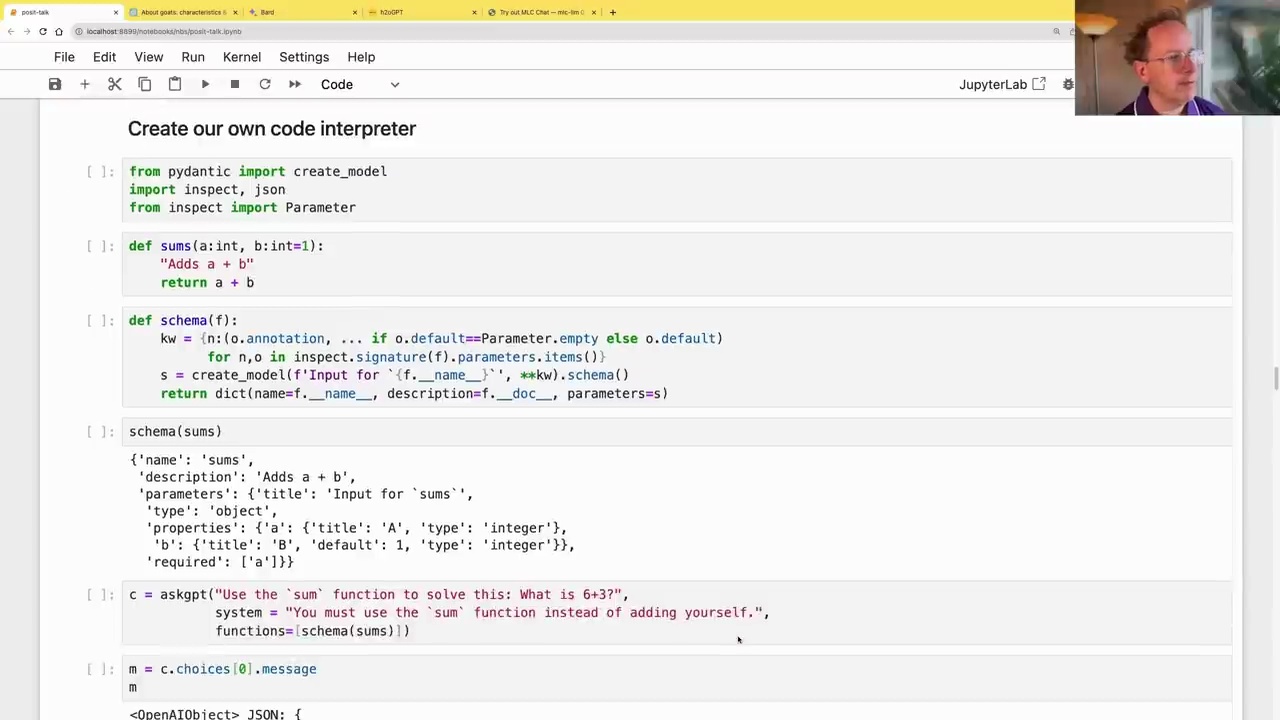 posit-talk
About goats: characteristics &
Bard
h2oGPT
Try out MLC Chat — mlc-llm
localhost:8899/notebooks/nbs/posit-talk.ipynb
File Edit View Run Kernel Settings Help
Code
JupyterLab
Create our own code interpreter
[ ]: from pydantic import create_model
import inspect, json
from inspect import Parameter
[ ]: def sums(a:int, b:int=1):
"Adds a + b"
return a + b
[ ]: def schema(f):
kw = {n:(o.annotation, ... if o.default==Parameter.empty else o.default)
for n,o in inspect.signature(f).parameters.items()}
s = create_model(f'Input for `{f.__name__}`', **kw).schema()
return dict(name=f.__name__, description=f.__doc__, parameters=s)
[ ]: schema(sums)
{'name': 'sums',
'description': 'Adds a + b',
'parameters': {'title': 'Input for `sums`',
'type': 'object',
'properties': {'a': {'title': 'A', 'type': 'integer'},
'b': {'title': 'B', 'default': 1, 'type': 'integer'}},
'required': ['a']}}
[ ]: c = askgpt("Use the `sum` function to solve this: What is 6+3?",
system = "You must use the `sum` function instead of adding yourself.",
functions=[schema(sums)])
[ ]: m = c.choices[0].message
m
<OpenAIObject> JSON: {